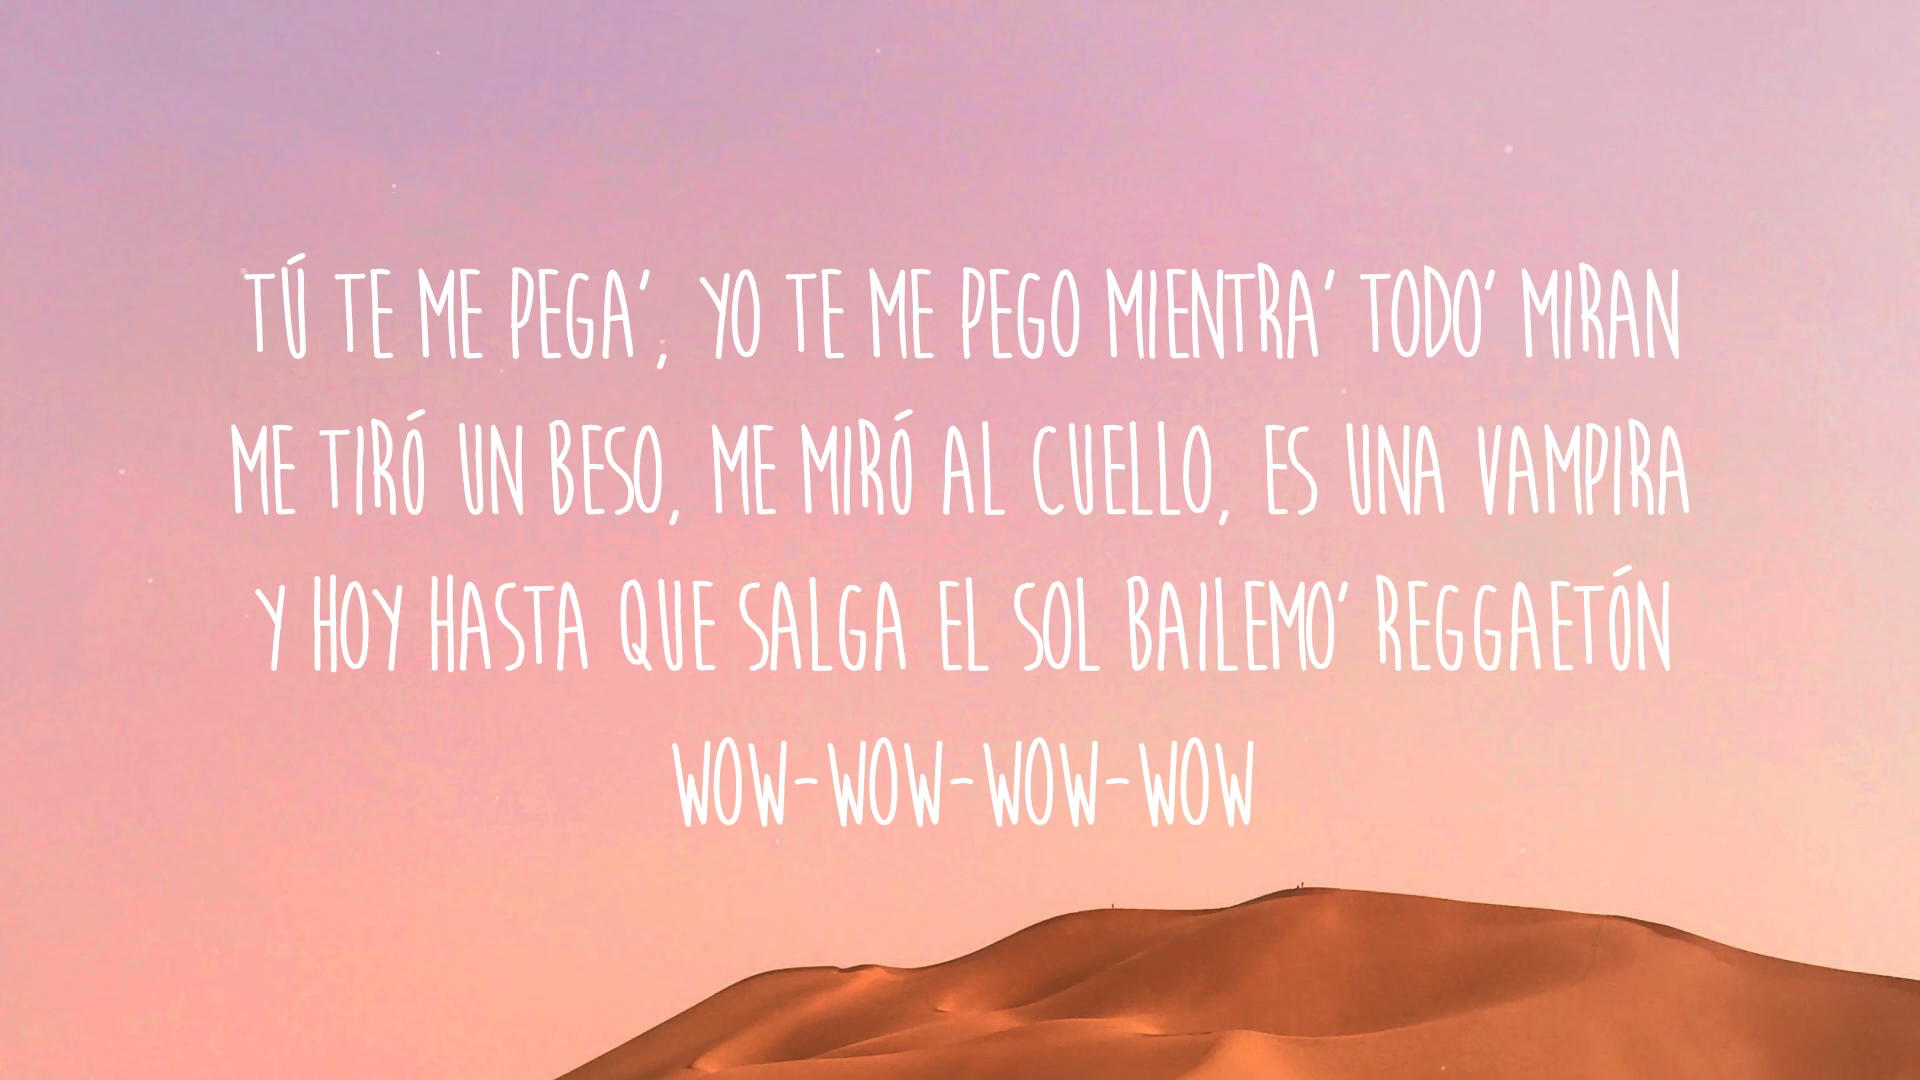 TÚ TE ME PEGA', YO TE ME PEGO MIENTRA' TODO' MIRAN
ME TIRÓ UN BESO, ME MIRÓ AL CUELLO, ES UNA VAMPIRA
Y HOY HASTA QUE SALGA EL SOL BAILEMO' REGGAETÓN
WOW-WOW-WOW-WOW